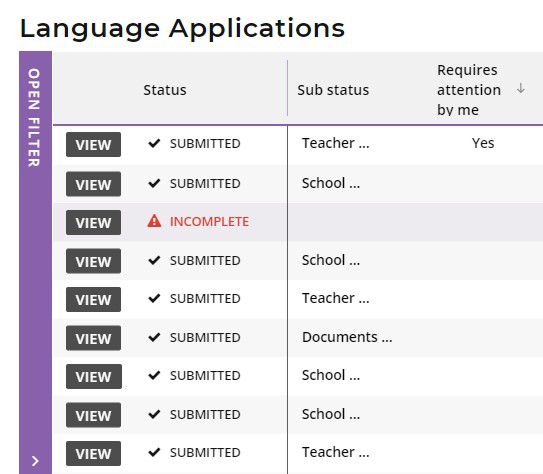 Language Applications
OPEN FILTER
Status Sub status Requires attention by me
VIEW SUBMITTED Teacher ... Yes
VIEW SUBMITTED School ...
VIEW INCOMPLETE
VIEW SUBMITTED School ...
VIEW SUBMITTED Teacher ...
VIEW SUBMITTED Documents ...
VIEW SUBMITTED School ...
VIEW SUBMITTED School ...
VIEW SUBMITTED Teacher ...